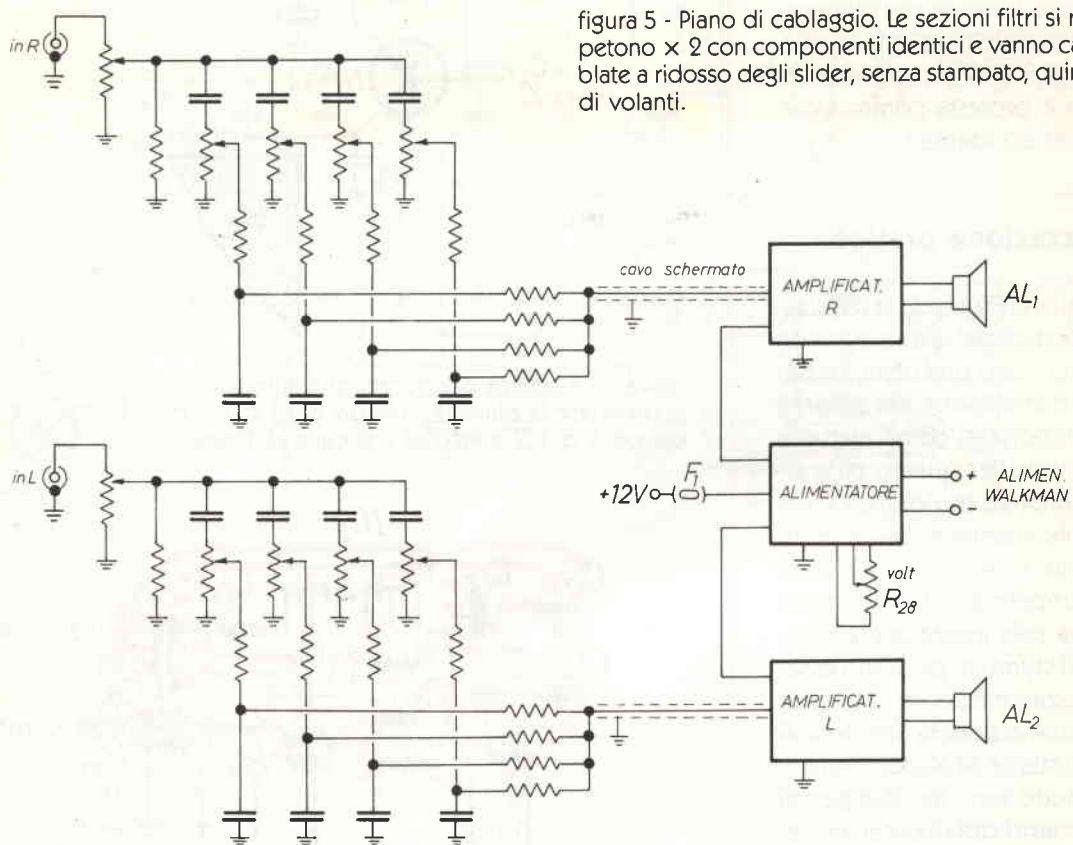 figura 5 - Piano di cablaggio. Le sezioni filtri si r
petono × 2 con componenti identici e vanno ca
blate a ridosso degli slider, senza stampato, quin
di volanti.
in R
cavo schermato
AMPLIFICAT.
R
AL1
+12V
F1
ALIMENTATORE
+ ALIMEN.
- WALKMAN
volt
R28
in L
AMPLIFICAT.
L
AL2